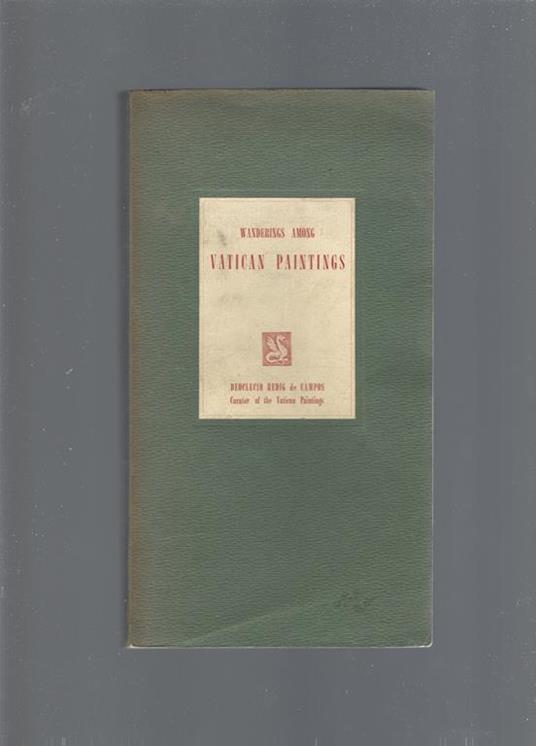 WANDERINGS AMONG
VATICAN PAINTINGS
DEOCLECIO REDIG de CAMPOS
Curator of the Vatican Paintings